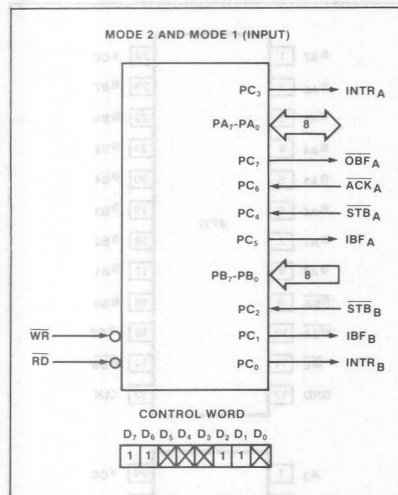 MODE 2 AND MODE 1 (INPUT)
PC3 INTRA
PA7-PA0 8
PC7 OBFA
PC6 ACKA
PC4 STBA
PC5 IBFA
PB7-PB0 8
PC2 STBB
WR PC1 IBFB
RD PC0 INTRB
CONTROL WORD
D7 D6 D5 D4 D3 D2 D1 D0
1 1 X X X 1 1 X